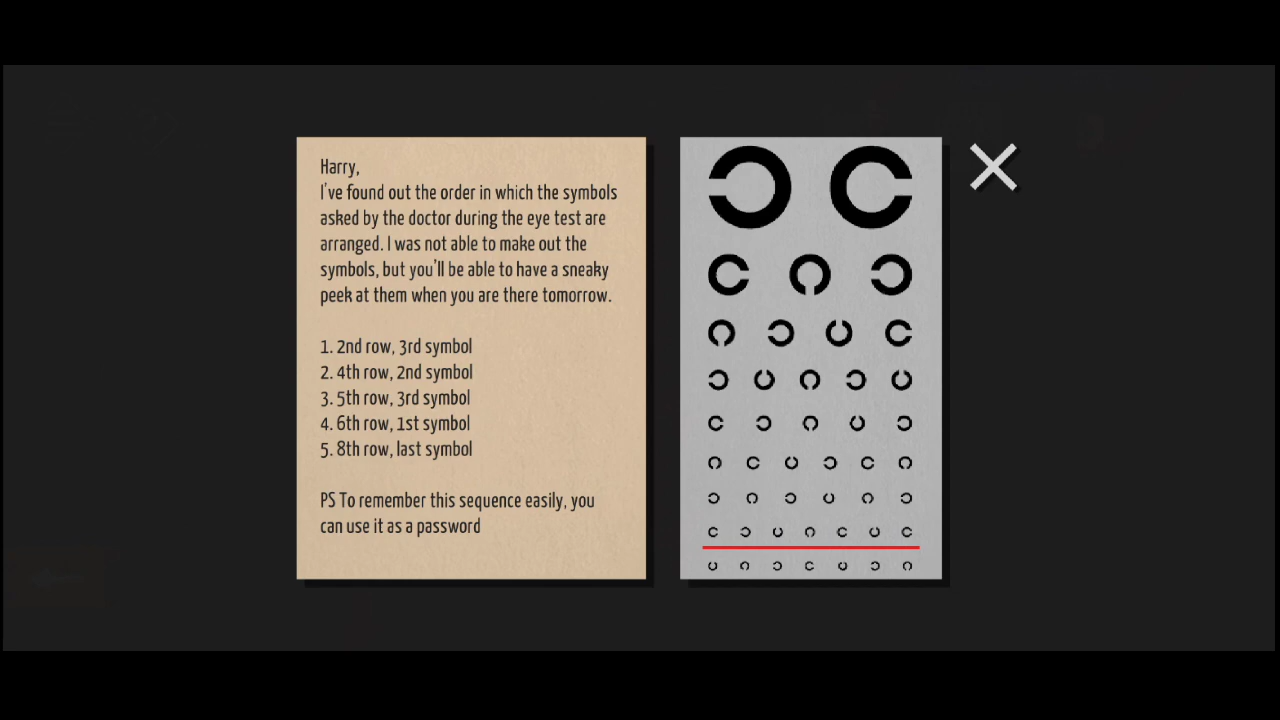 Harry,
I've found out the order in which the symbols
asked by the doctor during the eye test are
arranged. I was not able to make out the
symbols, but you'll be able to have a sneaky
peek at them when you are there tomorrow.
1. 2nd row, 3rd symbol
2. 4th row, 2nd symbol
3. 5th row, 3rd symbol
4. 6th row, 1st symbol
5. 8th row, last symbol
PS To remember this sequence easily, you
can use it as a password